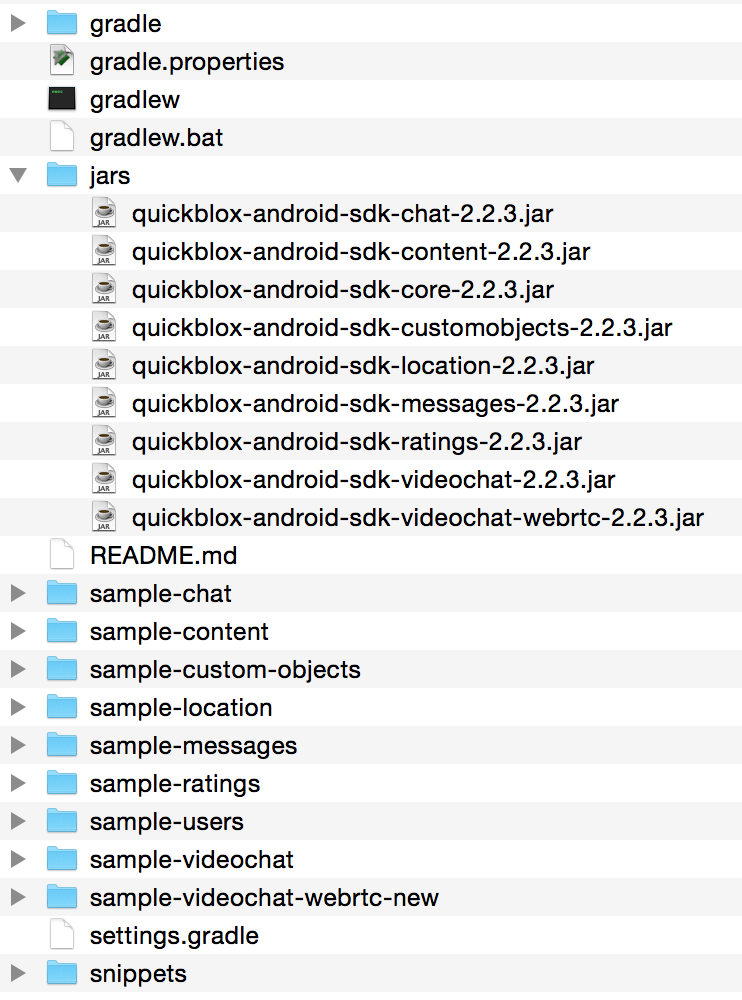 gradle
gradle.properties
gradlew
gradlew.bat
jars
quickblox-android-sdk-chat-2.2.3.jar
quickblox-android-sdk-content-2.2.3.jar
quickblox-android-sdk-core-2.2.3.jar
quickblox-android-sdk-customobjects-2.2.3.jar
quickblox-android-sdk-location-2.2.3.jar
quickblox-android-sdk-messages-2.2.3.jar
quickblox-android-sdk-ratings-2.2.3.jar
quickblox-android-sdk-videochat-2.2.3.jar
quickblox-android-sdk-videochat-webrtc-2.2.3.jar
README.md
sample-chat
sample-content
sample-custom-objects
sample-location
sample-messages
sample-ratings
sample-users
sample-videochat
sample-videochat-webrtc-new
settings.gradle
snippets